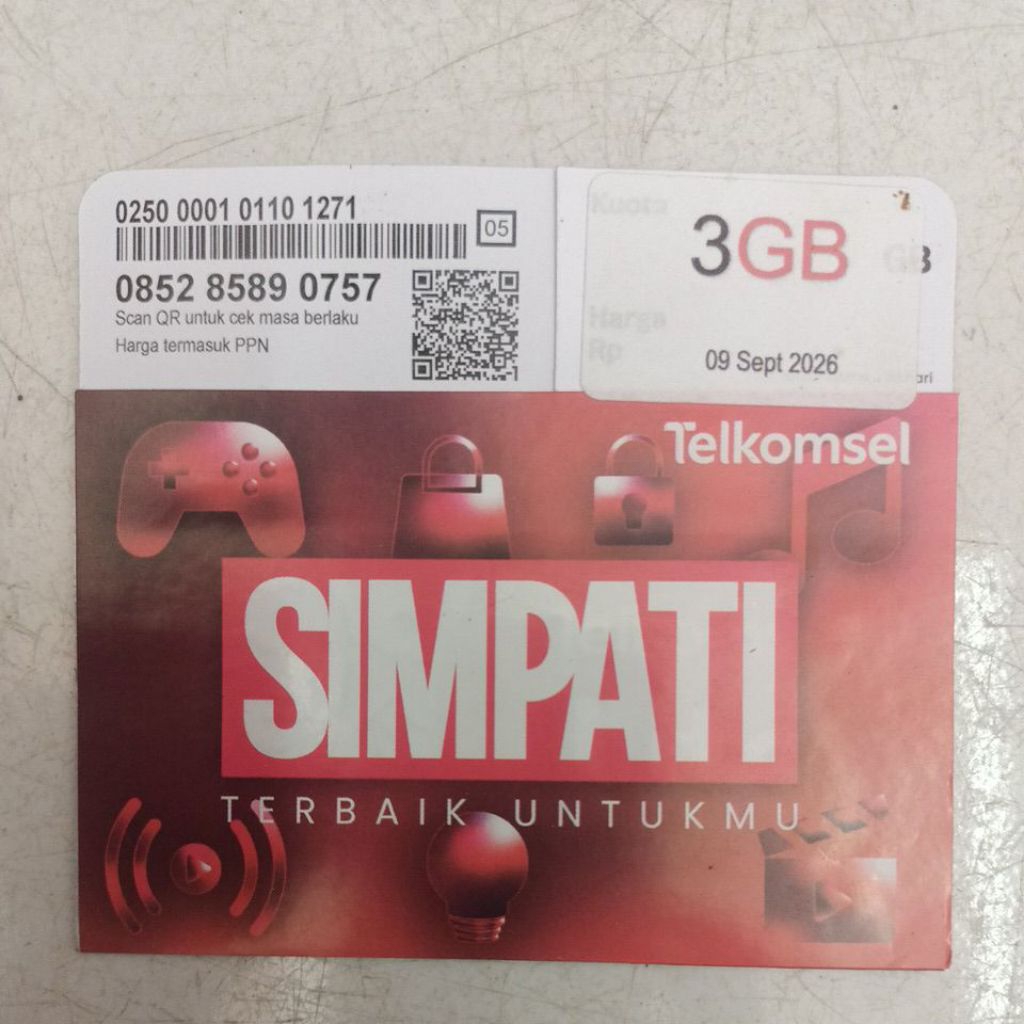 0250 0001 0110 1271
05
0852 8589 0757
Scan QR untuk cek masa berlaku
Harga termasuk PPN
Kuota
3GB
GB
Harga
Rp
09 Sept 2026
ari
Telkomsel
SIMPATI
TERBAIK UNTUKMU